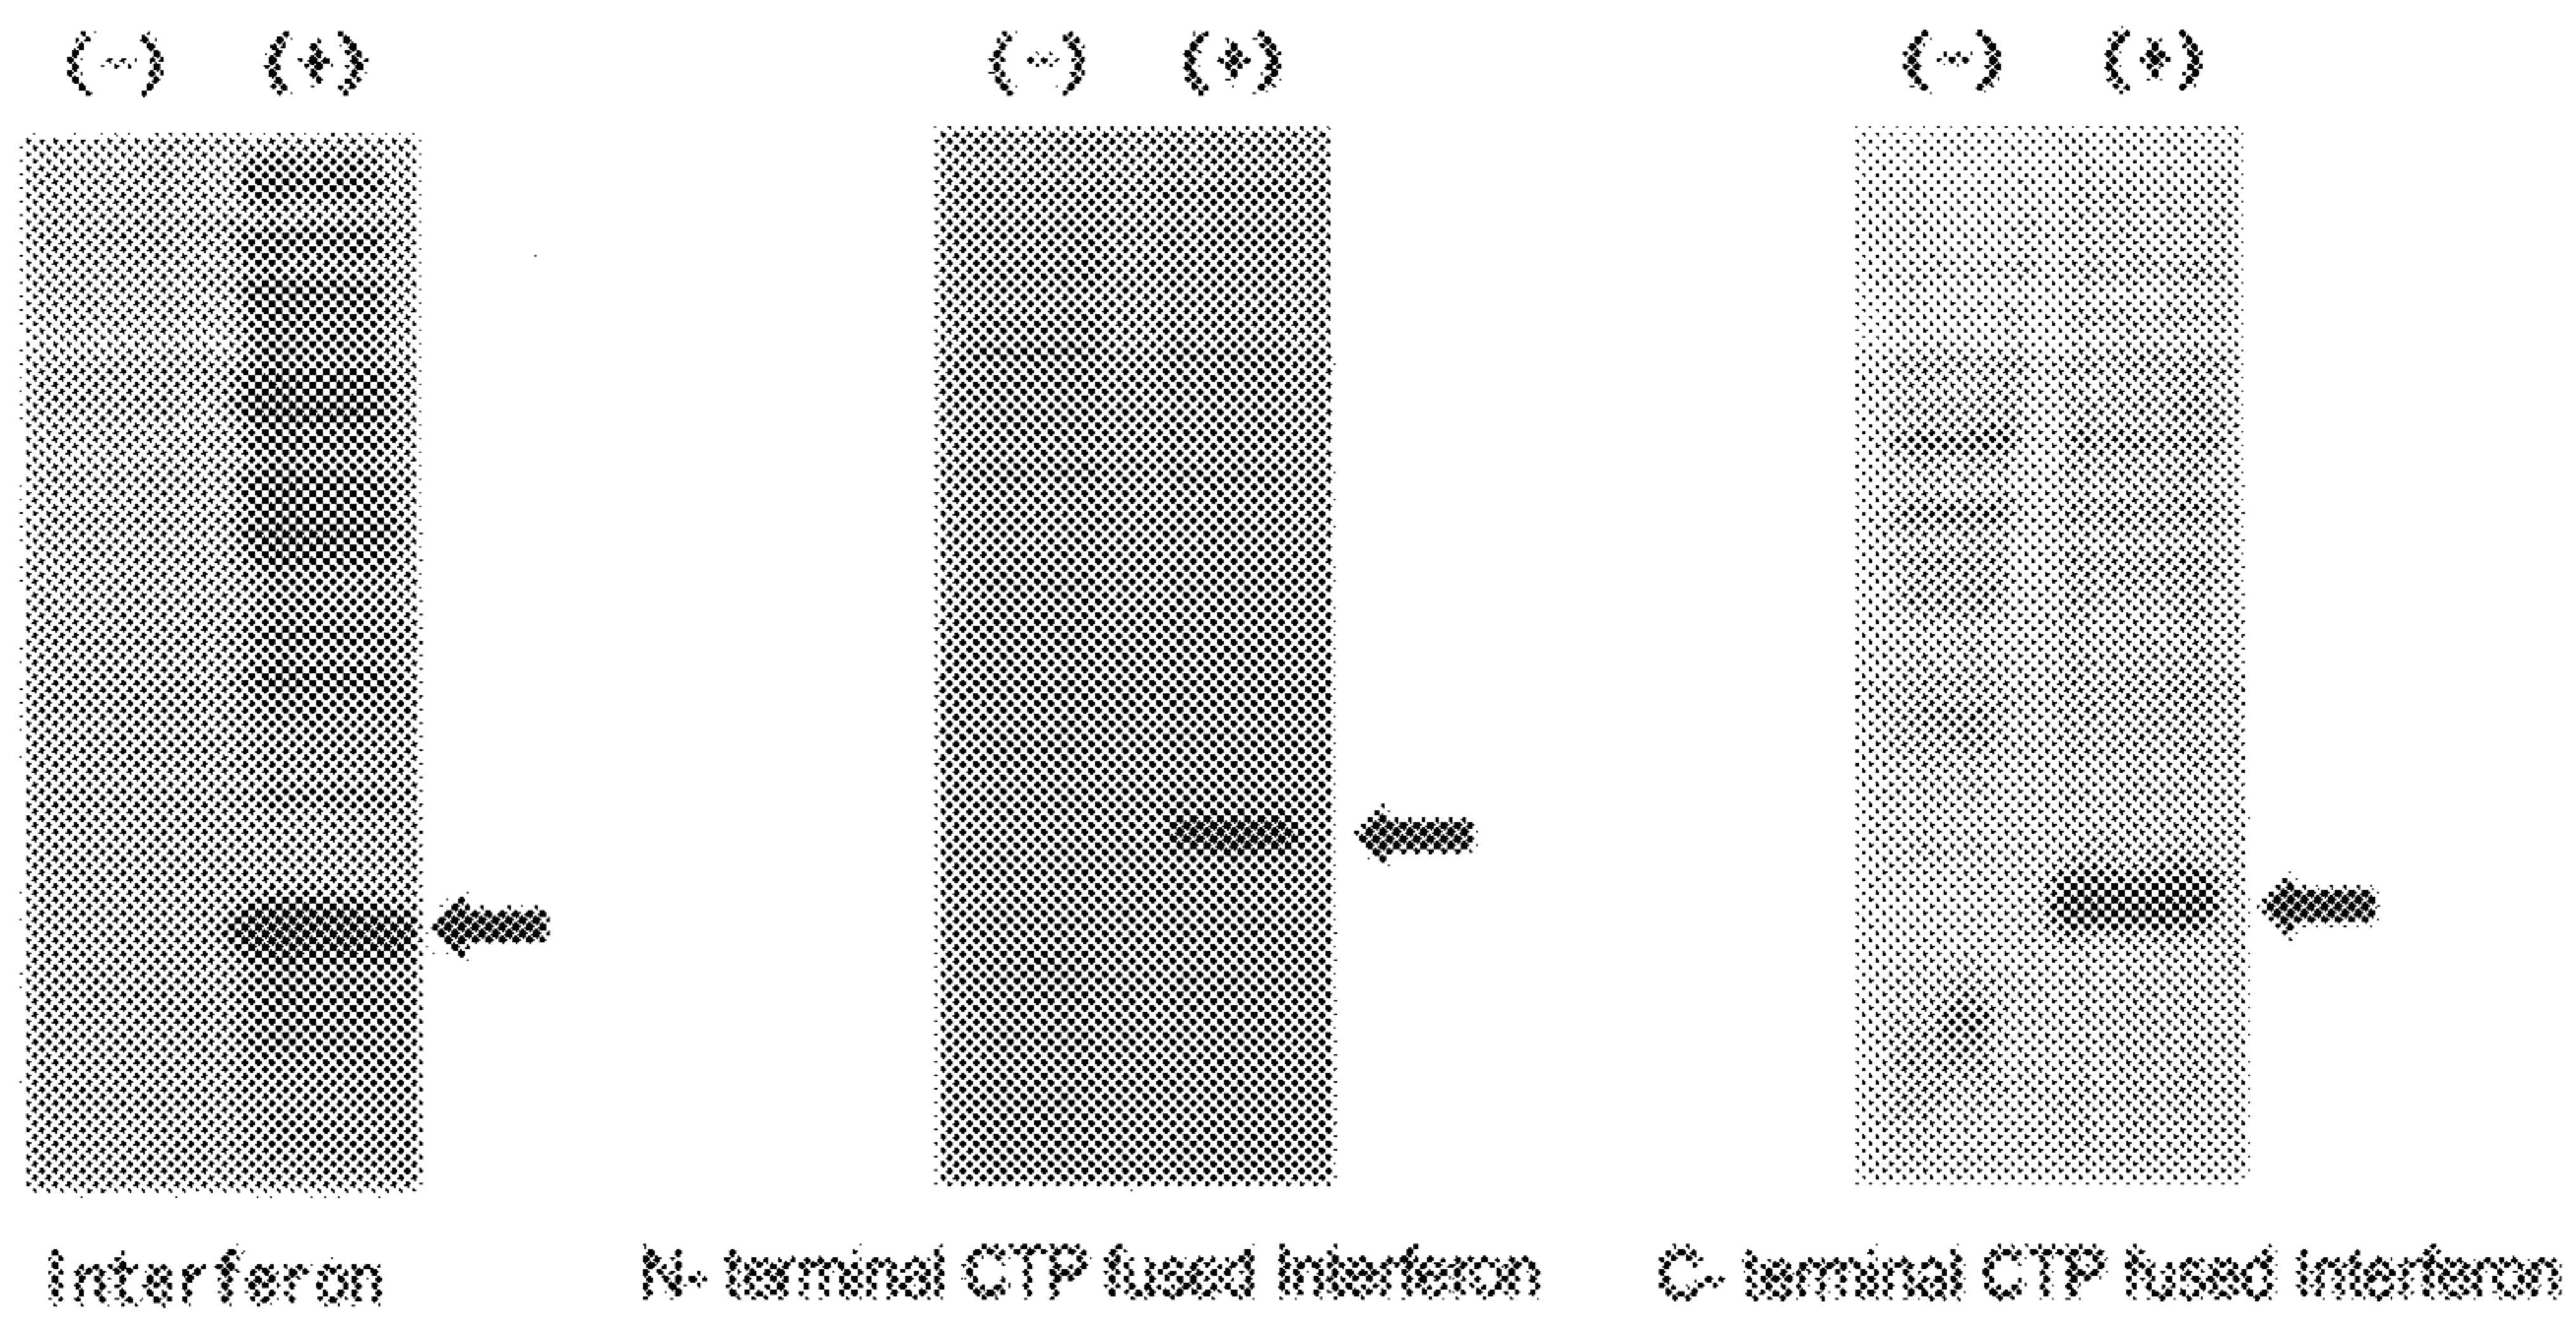 (-) (+) (-) (+) (-) (+)
Interferon N- terminal CTP fused Interferon C- terminal CTP fused Interferon